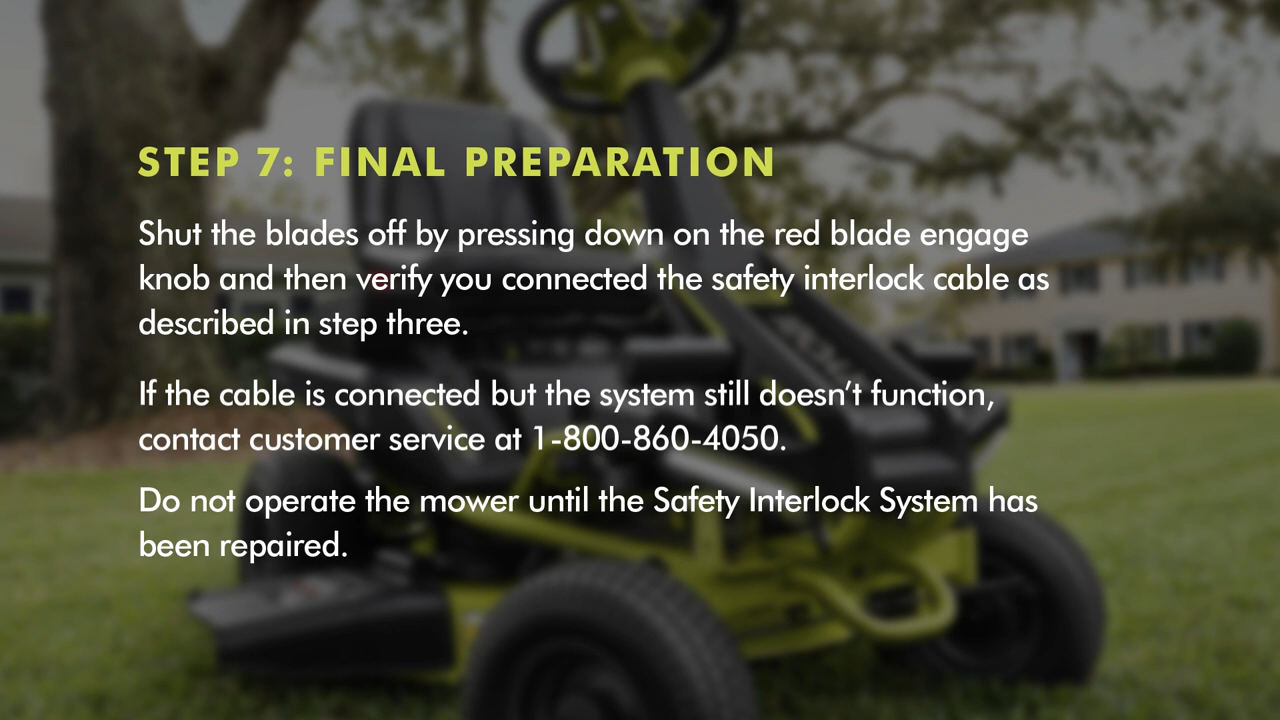 STEP 7: FINAL PREPARATION
Shut the blades off by pressing down on the red blade engage
knob and then verify you connected the safety interlock cable as
described in step three.
If the cable is connected but the system still doesn’t function,
contact customer service at 1-800-860-4050.
Do not operate the mower until the Safety Interlock System has
been repaired.